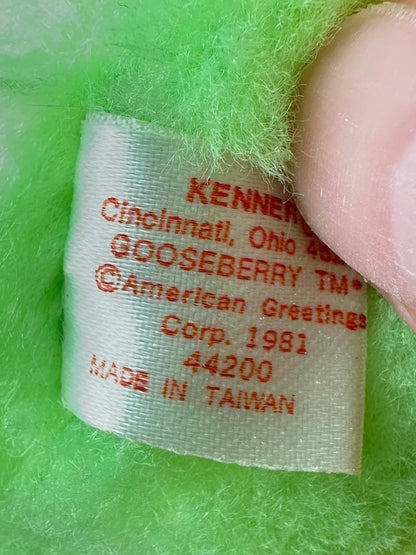 KENNER
Cincinnati, Ohio
GOOSEBERRY TM*
©American Greetings
Corp. 1981
44200
MADE IN TAIWAN